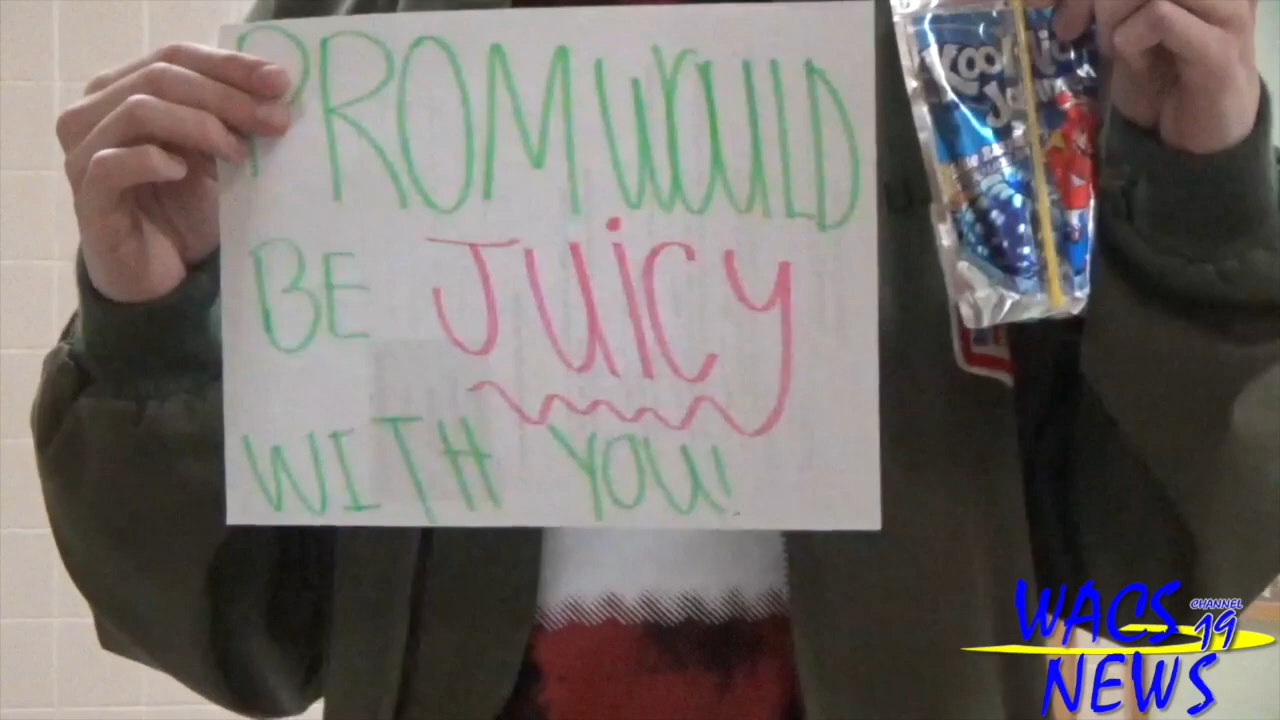 PROM WOULD
BE JUiCY
WITH YOU!
Kool-Aid
Jammers
WACS
CHANNEL
19
NEWS